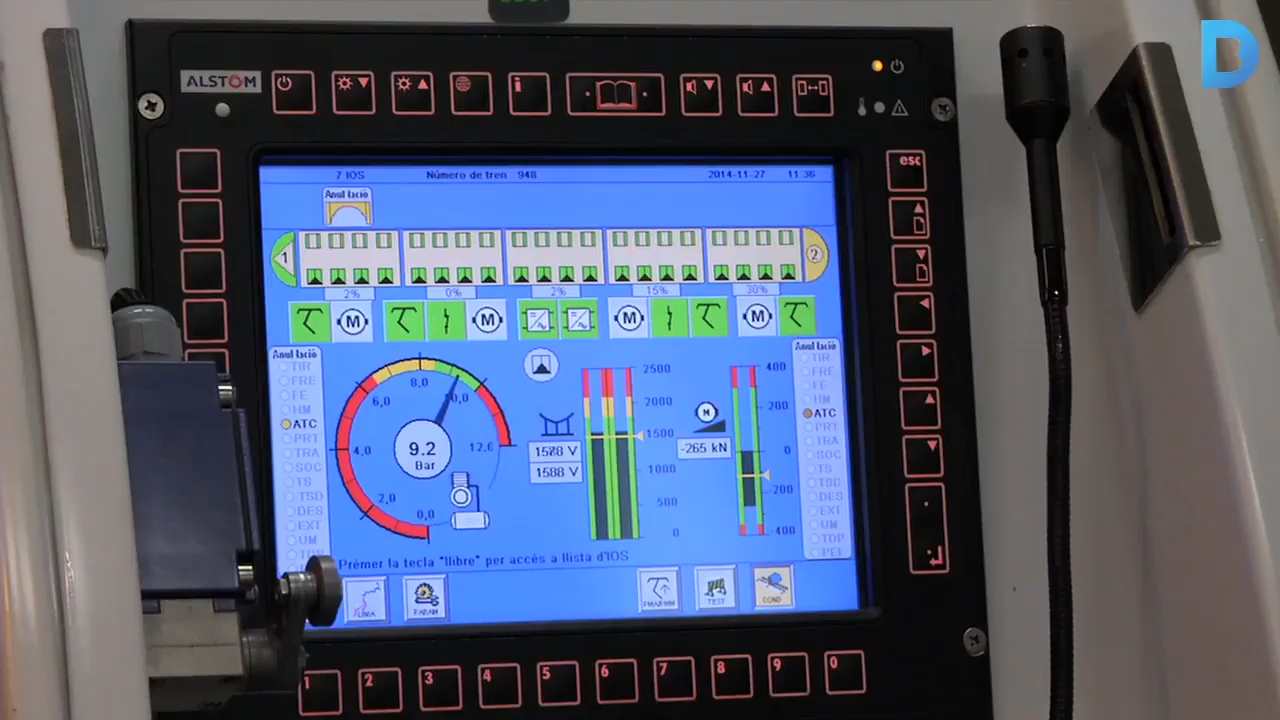 ALSTOM
i
esc
7 IOS Número de tren 948 2014-11-27 11:36
Anul·lació
1
2
2% 0% 2% 15% 30%
M M M M
Anul·lació
TIR
FRE
FE
HM
ATC
PRT
TRA
SOC
TS
TSD
DES
EXT
UM
TOP
8,0
6,0
10,0
4,0
12,0
2,0
0,0
9.2
Bar
1588 V
2500
2000
1500
1000
500
0
M
-265 kN
400
200
0
200
400
Anul·lació
TIR
FRE
FE
HM
ATC
PRT
TRA
SOC
TS
TSD
DES
EXT
UM
TOP
PEI
Prémer la tecla "llibre" per accés a llista d'IOS
PARAM
TEST
COND
1 2 3 4 5 6 7 8 9 0